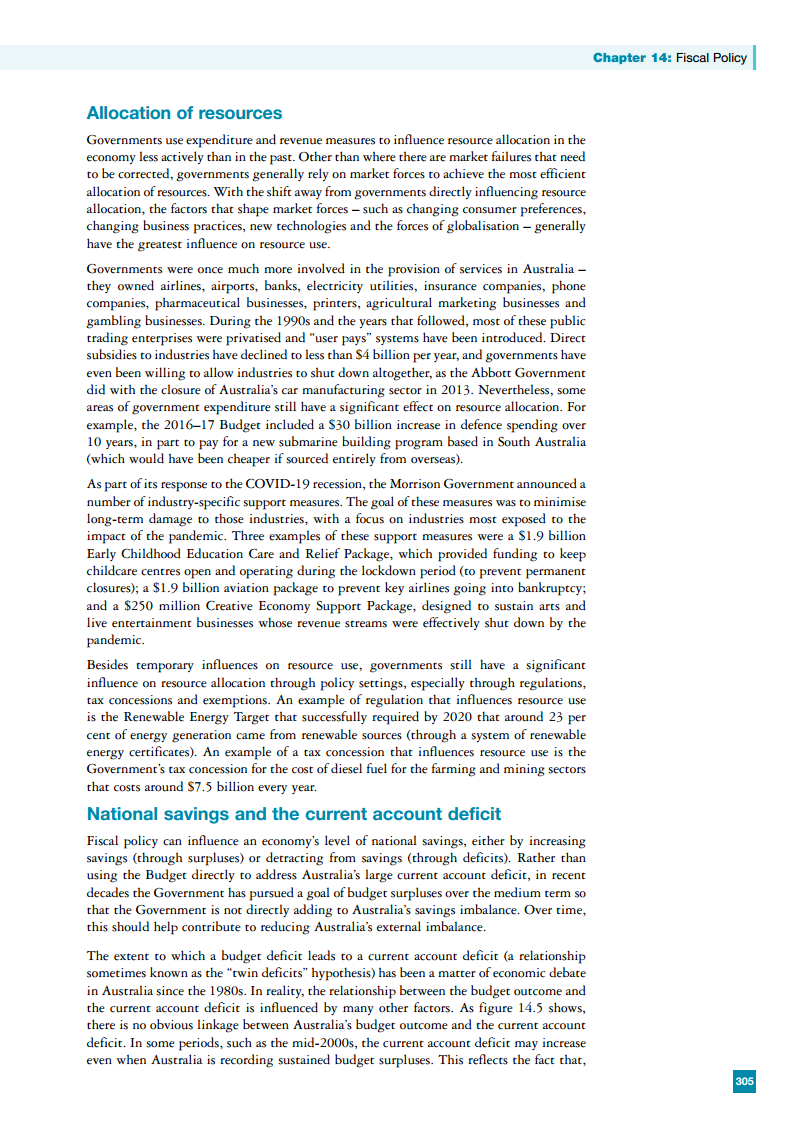 Chapter 14: Fiscal Policy
Allocation of resources
Governments use expenditure and revenue measures to influence resource allocation in the
economy less actively than in the past. Other than where there are market failures that need
to be corrected, governments generally rely on market forces to achieve the most efficient
allocation of resources. With the shift away from governments directly influencing resource
allocation, the factors that shape market forces – such as changing consumer preferences,
changing business practices, new technologies and the forces of globalisation – generally
have the greatest influence on resource use.
Governments were once much more involved in the provision of services in Australia –
they owned airlines, airports, banks, electricity utilities, insurance companies, phone
companies, pharmaceutical businesses, printers, agricultural marketing businesses and
gambling businesses. During the 1990s and the years that followed, most of these public
trading enterprises were privatised and “user pays” systems have been introduced. Direct
subsidies to industries have declined to less than $4 billion per year, and governments have
even been willing to allow industries to shut down altogether, as the Abbott Government
did with the closure of Australia’s car manufacturing sector in 2013. Nevertheless, some
areas of government expenditure still have a significant effect on resource allocation. For
example, the 2016–17 Budget included a $30 billion increase in defence spending over
10 years, in part to pay for a new submarine building program based in South Australia
(which would have been cheaper if sourced entirely from overseas).
As part of its response to the COVID-19 recession, the Morrison Government announced a
number of industry-specific support measures. The goal of these measures was to minimise
long-term damage to those industries, with a focus on industries most exposed to the
impact of the pandemic. Three examples of these support measures were a $1.9 billion
Early Childhood Education Care and Relief Package, which provided funding to keep
childcare centres open and operating during the lockdown period (to prevent permanent
closures); a $1.9 billion aviation package to prevent key airlines going into bankruptcy;
and a $250 million Creative Economy Support Package, designed to sustain arts and
live entertainment businesses whose revenue streams were effectively shut down by the
pandemic.
Besides temporary influences on resource use, governments still have a significant
influence on resource allocation through policy settings, especially through regulations,
tax concessions and exemptions. An example of regulation that influences resource use
is the Renewable Energy Target that successfully required by 2020 that around 23 per
cent of energy generation came from renewable sources (through a system of renewable
energy certificates). An example of a tax concession that influences resource use is the
Government’s tax concession for the cost of diesel fuel for the farming and mining sectors
that costs around $7.5 billion every year.
National savings and the current account deficit
Fiscal policy can influence an economy’s level of national savings, either by increasing
savings (through surpluses) or detracting from savings (through deficits). Rather than
using the Budget directly to address Australia’s large current account deficit, in recent
decades the Government has pursued a goal of budget surpluses over the medium term so
that the Government is not directly adding to Australia’s savings imbalance. Over time,
this should help contribute to reducing Australia’s external imbalance.
The extent to which a budget deficit leads to a current account deficit (a relationship
sometimes known as the “twin deficits” hypothesis) has been a matter of economic debate
in Australia since the 1980s. In reality, the relationship between the budget outcome and
the current account deficit is influenced by many other factors. As figure 14.5 shows,
there is no obvious linkage between Australia’s budget outcome and the current account
deficit. In some periods, such as the mid-2000s, the current account deficit may increase
even when Australia is recording sustained budget surpluses. This reflects the fact that,
305